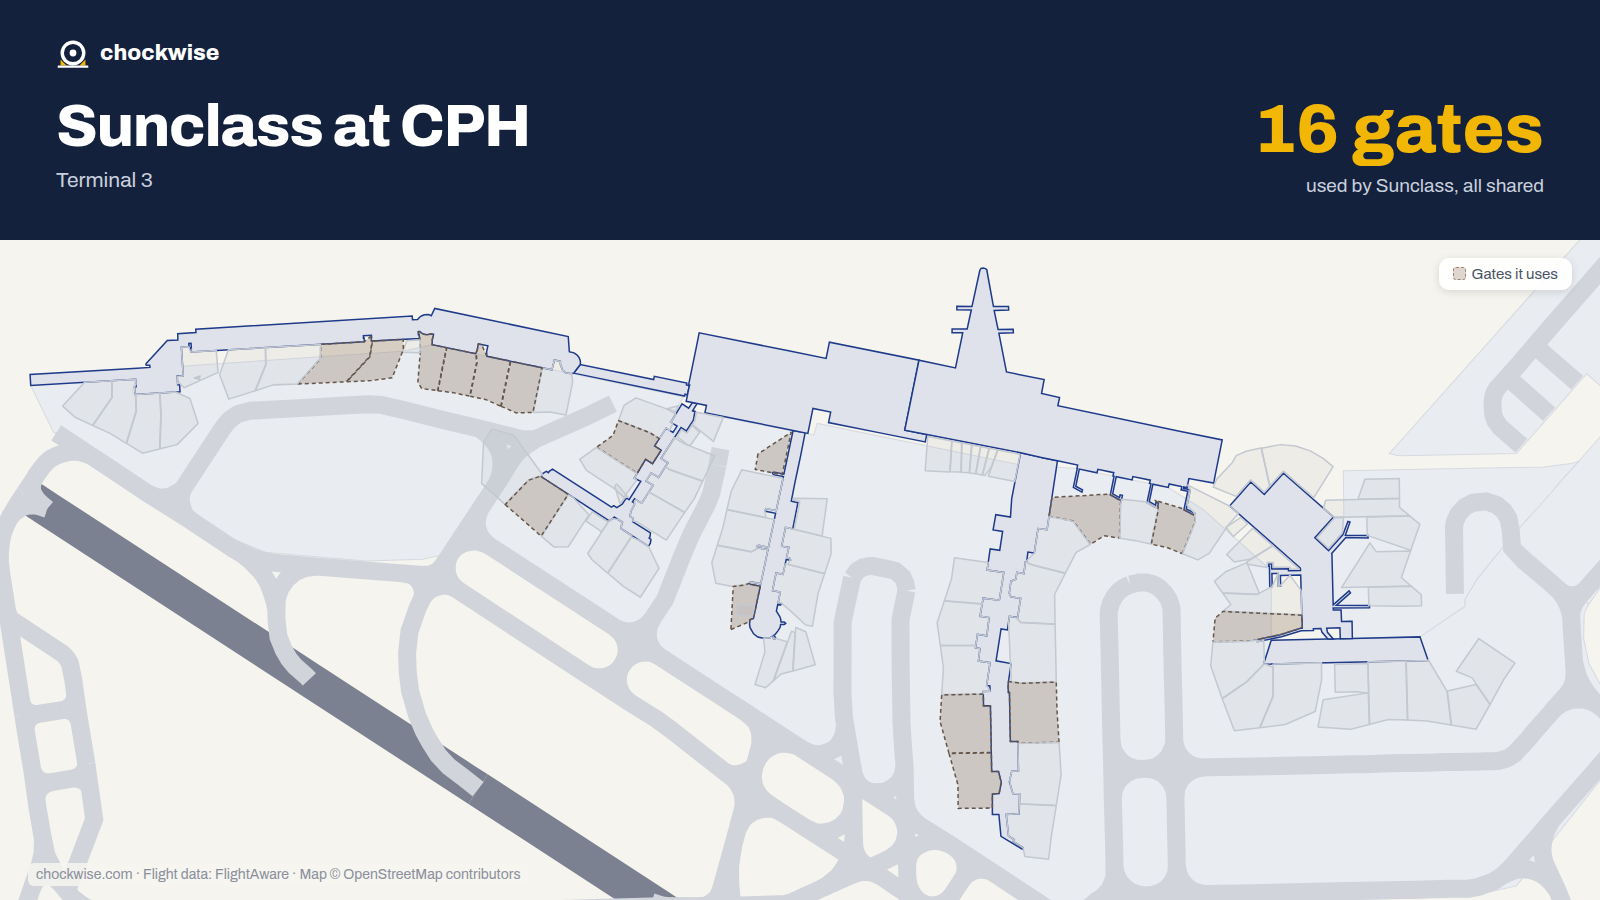 chockwise
Sunclass at CPH
Terminal 3
16 gates
used by Sunclass, all shared
Gates it uses
chockwise.com · Flight data: FlightAware · Map © OpenStreetMap contributors